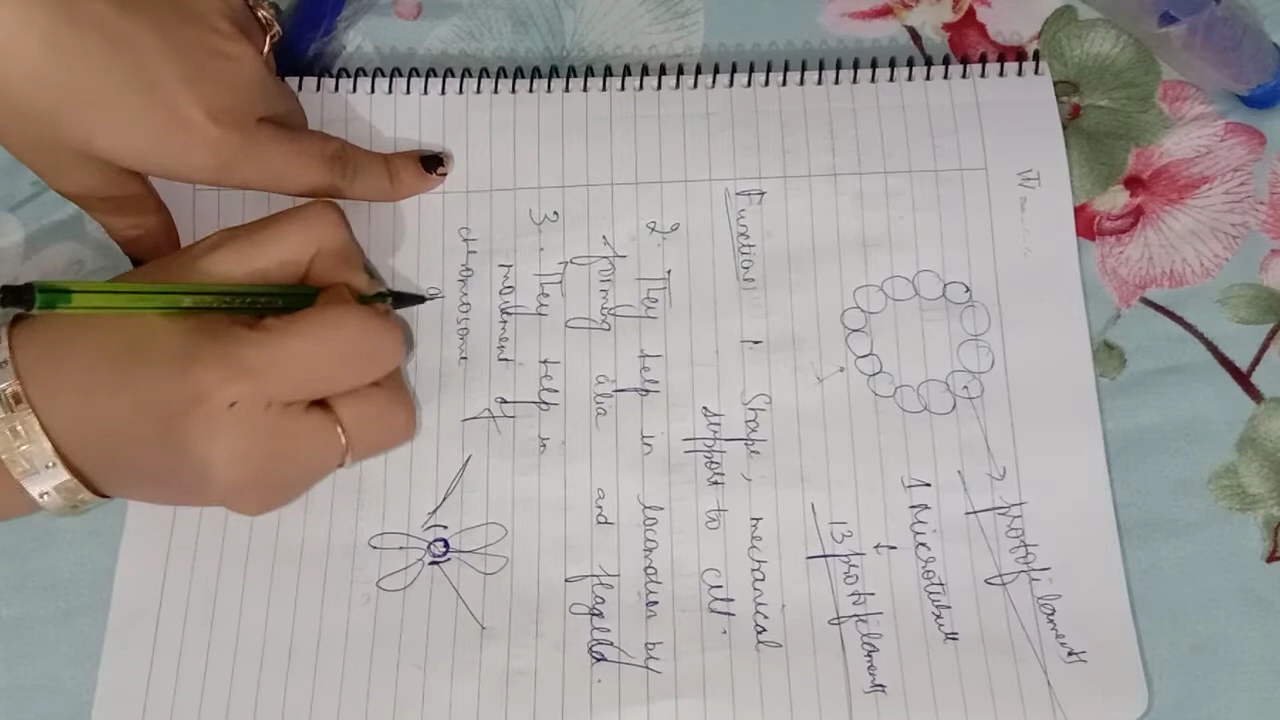 protofilaments
1 Microtubule
↓
13 protofilaments
Functions 1. Shape, mechanical
support to cell.
2. They help in locomotion by
forming cilia and flagella.
3. They help in
movement of
chromosome
a